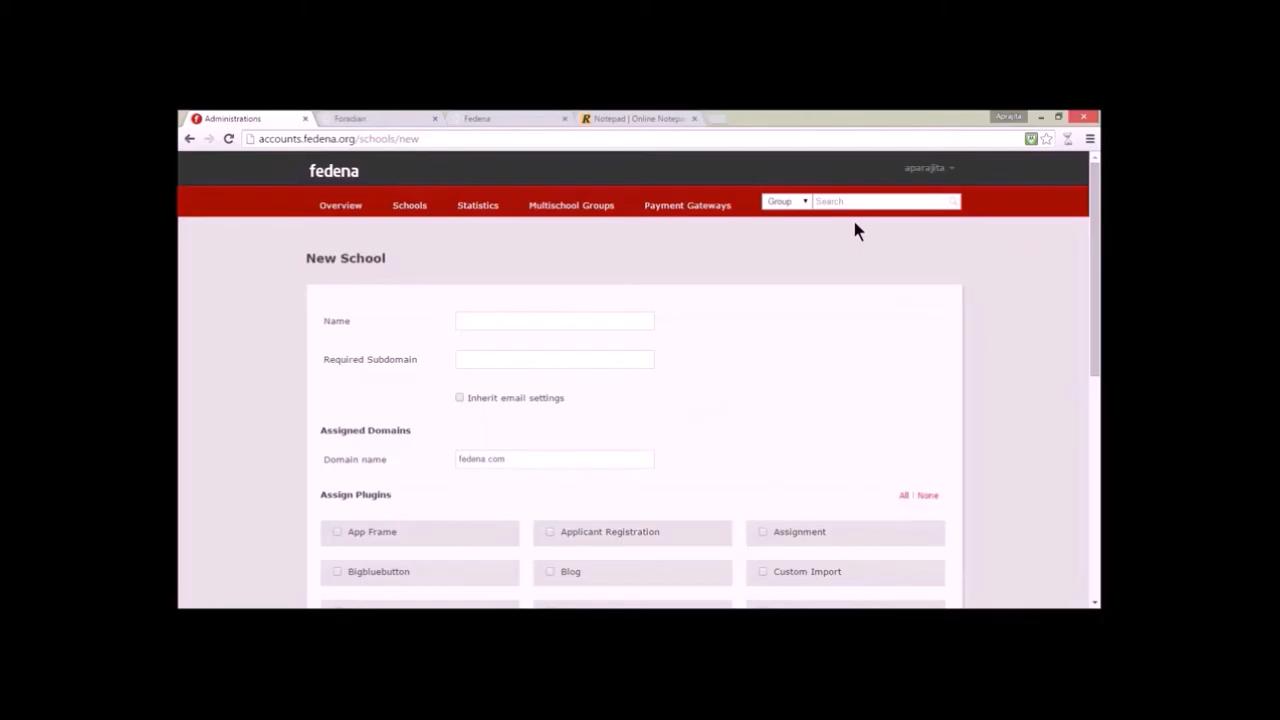 Administrations
Foradian
Fedena
Notepad | Online Notepa
Aprajita
accounts.fedena.org/schools/new
fedena
aparajita
Overview
Schools
Statistics
Multischool Groups
Payment Gateways
Group
Search
New School
Name
Required Subdomain
Inherit email settings
Assigned Domains
Domain name
fedena.com
Assign Plugins
All | None
App Frame
Applicant Registration
Assignment
Bigbluebutton
Blog
Custom Import